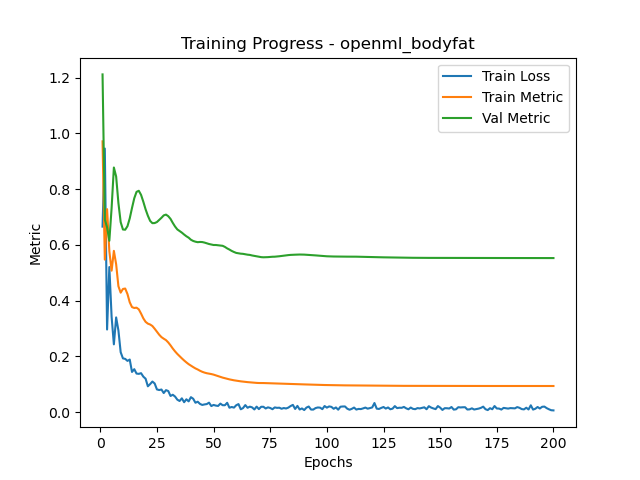 Training Progress - openml_bodyfat
Train Loss
Train Metric
Val Metric
Metric
1.2
1.0
0.8
0.6
0.4
0.2
0.0
0 25 50 75 100 125 150 175 200
Epochs